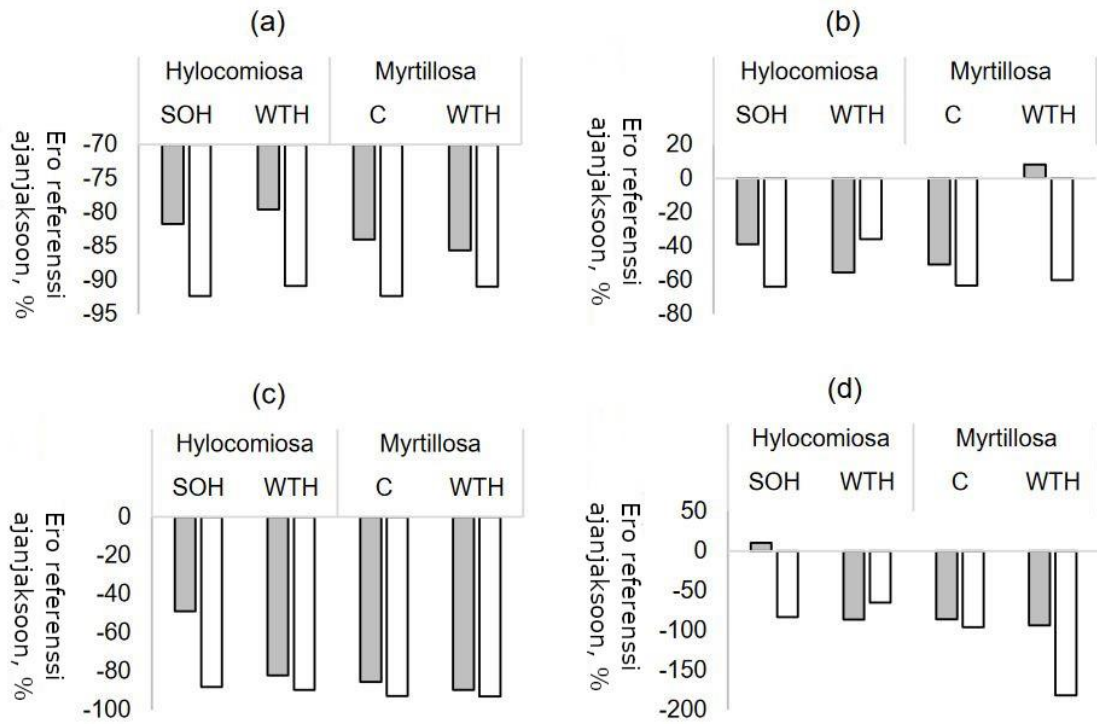 (a)
Hylocomiosa Myrtillosa
SOH WTH C WTH
Ero referenssi
ajanjaksoon, %
-70
-75
-80
-85
-90
-95
(b)
Hylocomiosa Myrtillosa
SOH WTH C WTH
Ero referenssi
ajanjaksoon, %
20
0
-20
-40
-60
-80
(c)
Hylocomiosa Myrtillosa
SOH WTH C WTH
Ero referenssi
ajanjaksoon, %
0
-20
-40
-60
-80
-100
(d)
Hylocomiosa Myrtillosa
SOH WTH C WTH
Ero referenssi
ajanjaksoon, %
50
0
-50
-100
-150
-200